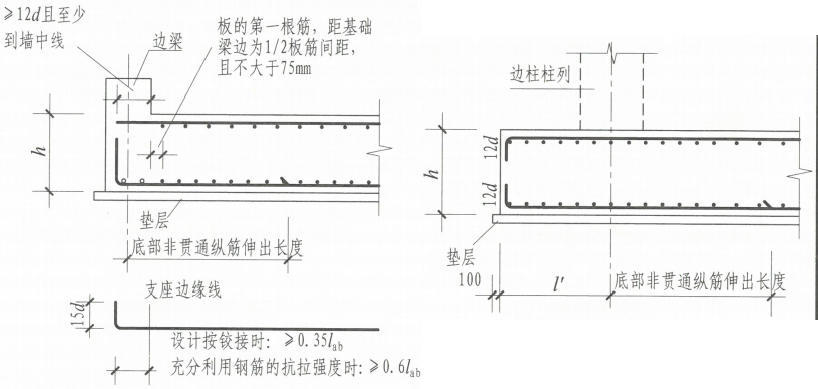 ≥12d且至少
到墙中线
边梁
板的第一根筋，距基础
梁边为1/2板筋间距，
且不大于75mm
h
垫层
底部非贯通纵筋伸出长度
支座边缘线
15d
设计按铰接时：≥0.35lab
充分利用钢筋的抗拉强度时：≥0.6lab
边柱柱列
12d
12d
h
垫层
100
l'
底部非贯通纵筋伸出长度